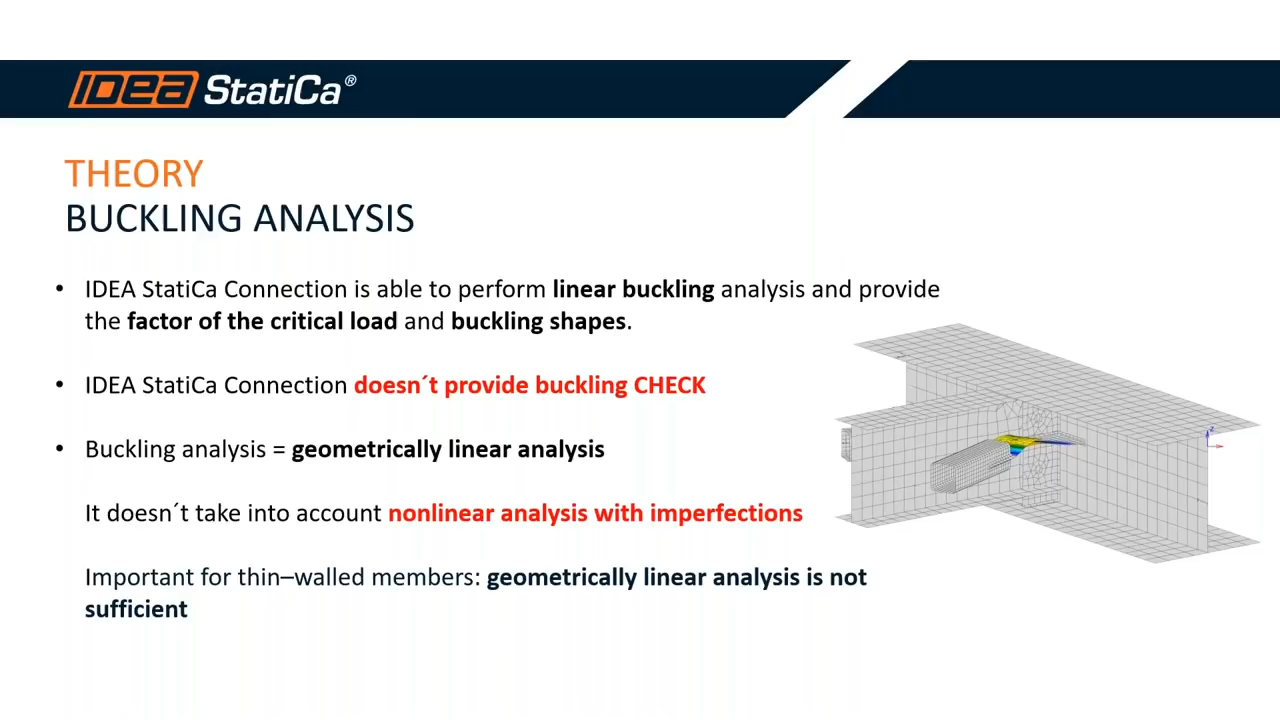 IDEA StatiCa®
THEORY
BUCKLING ANALYSIS
• IDEA StatiCa Connection is able to perform linear buckling analysis and provide
the factor of the critical load and buckling shapes.
• IDEA StatiCa Connection doesn´t provide buckling CHECK
• Buckling analysis = geometrically linear analysis
It doesn´t take into account nonlinear analysis with imperfections
Important for thin–walled members: geometrically linear analysis is not
sufficient
z